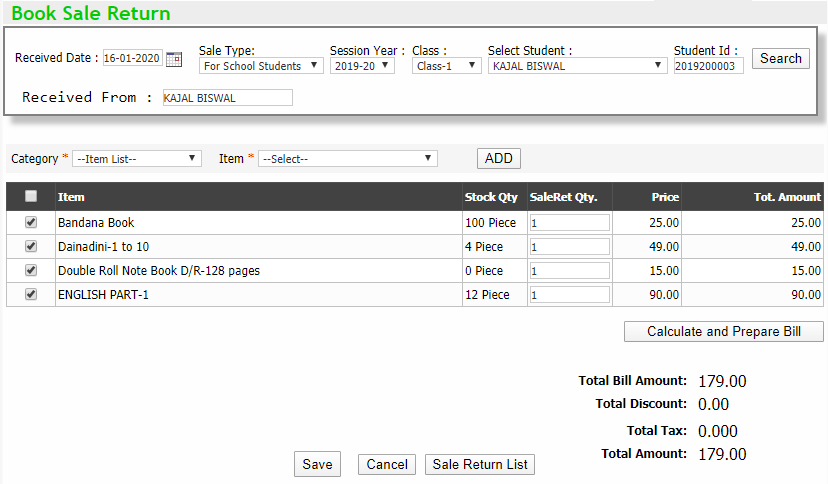 Book Sale Return
Sale Type: Session Year : Class : Select Student : Student Id :
Received Date : 16-01-2020 For School Students 2019-20 Class-1 KAJAL BISWAL 2019200003 Search
Received From : KAJAL BISWAL
Category * --Item List-- Item * --Select-- ADD
Item Stock Qty SaleRet Qty. Price Tot. Amount
Bandana Book 100 Piece 1 25.00 25.00
Dainadini-1 to 10 4 Piece 1 49.00 49.00
Double Roll Note Book D/R-128 pages 0 Piece 1 15.00 15.00
ENGLISH PART-1 12 Piece 1 90.00 90.00
Calculate and Prepare Bill
Total Bill Amount: 179.00
Total Discount: 0.00
Total Tax: 0.000
Total Amount: 179.00
Save Cancel Sale Return List